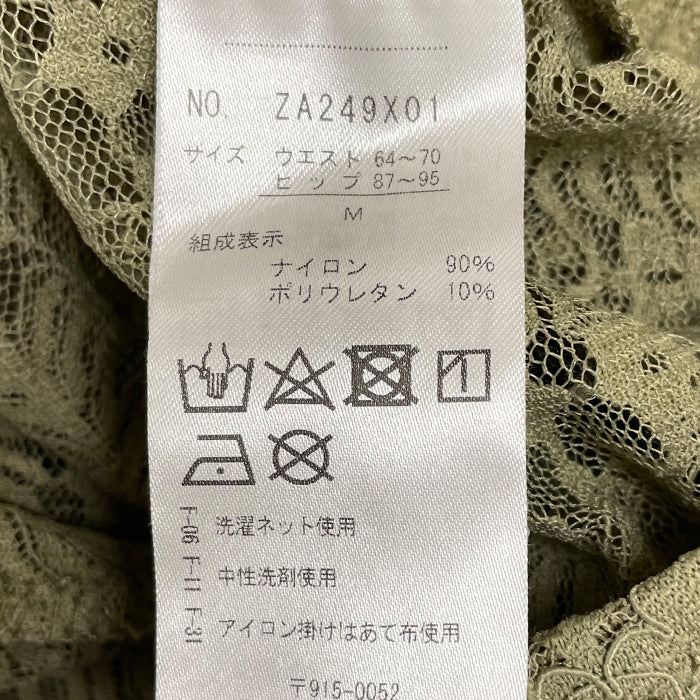 NO. ZA249X01
サイズ ウエスト 64～70
ヒップ 87～95
M
組成表示
ナイロン 90%
ポリウレタン 10%
F-06 洗濯ネット使用
F-11 中性洗剤使用
F-31 アイロン掛けはあて布使用
〒915-0052